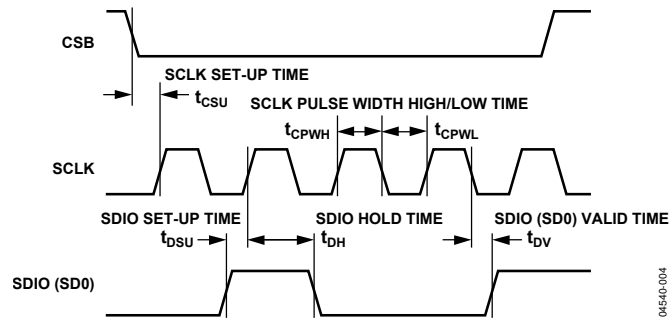 CSB
SCLK SET-UP TIME
tCSU
SCLK PULSE WIDTH HIGH/LOW TIME
tCPWH
tCPWL
SCLK
SDIO SET-UP TIME
SDIO HOLD TIME
SDIO (SD0) VALID TIME
tDSU
tDH
tDV
SDIO (SD0)
04540-004